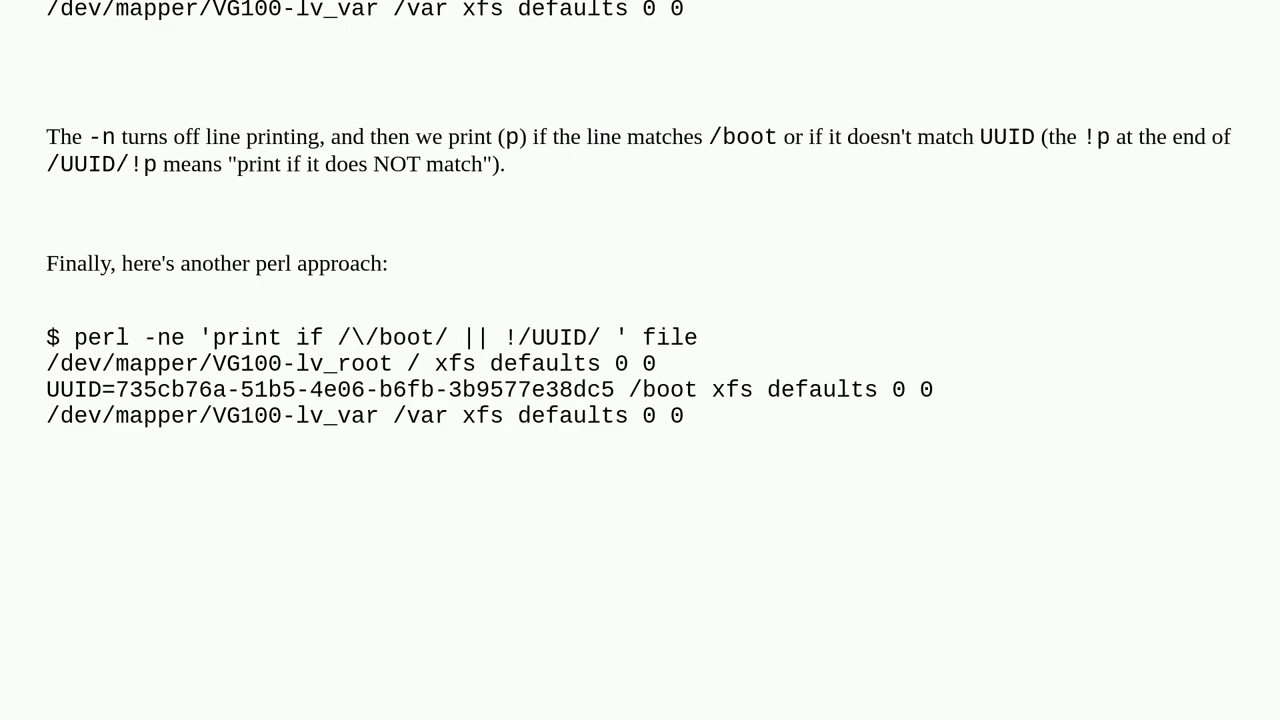 /dev/mapper/VG100-lv_var /var xfs defaults 0 0
The -n turns off line printing, and then we print (p) if the line matches /boot or if it doesn't match UUID (the !p at the end of
/UUID/!p means "print if it does NOT match").
Finally, here's another perl approach:
$ perl -ne 'print if /\/boot/ || !/UUID/ ' file
/dev/mapper/VG100-lv_root / xfs defaults 0 0
UUID=735cb76a-51b5-4e06-b6fb-3b9577e38dc5 /boot xfs defaults 0 0
/dev/mapper/VG100-lv_var /var xfs defaults 0 0